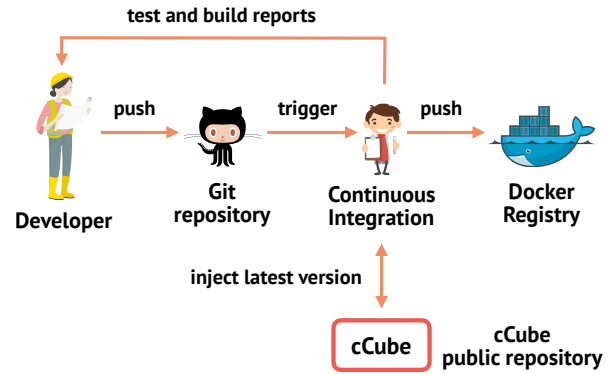 test and build reports
push
trigger
push
Developer
Git
repository
Continuous
Integration
Docker
Registry
inject latest version
cCube
cCube
public repository